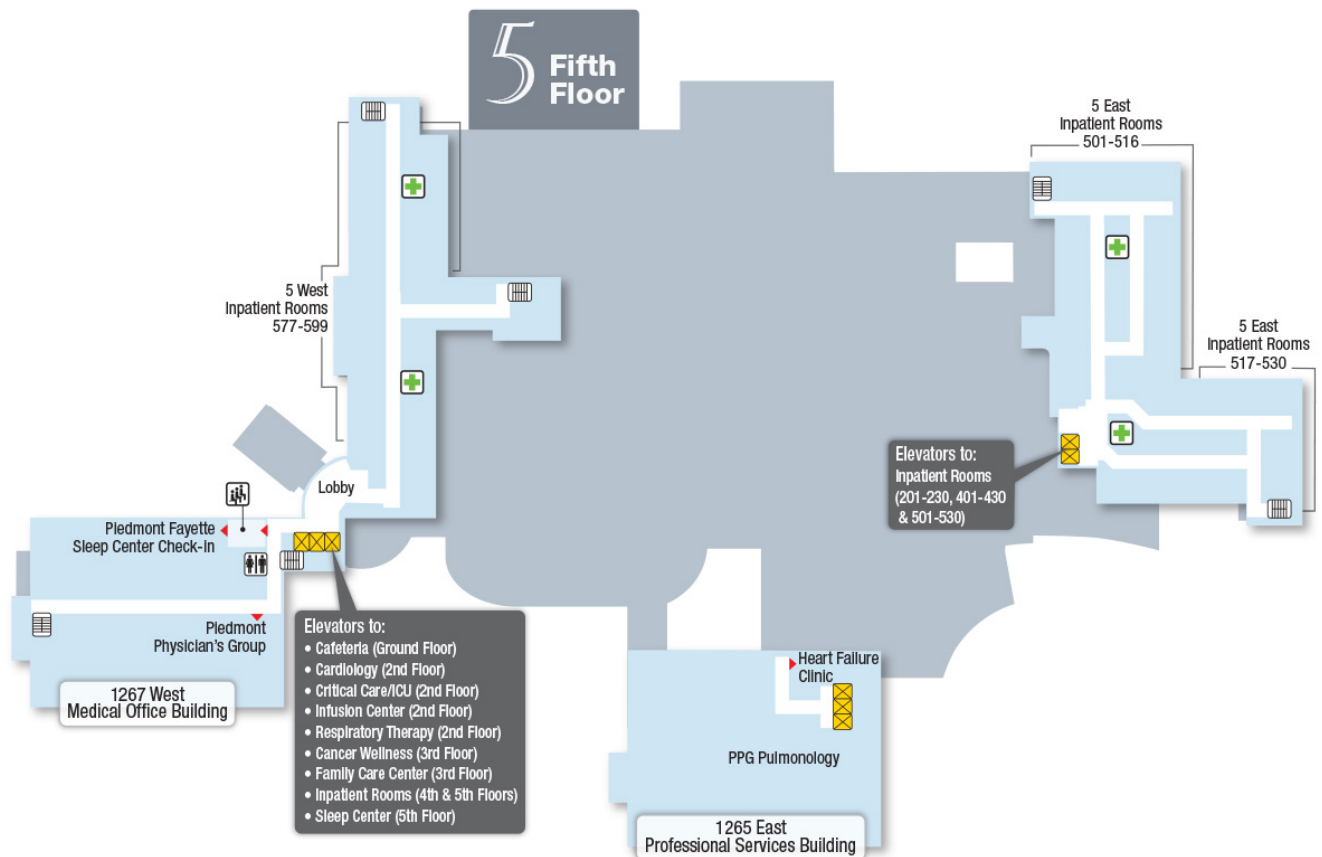 5 Fifth
Floor
5 East
Inpatient Rooms
501-516
5 West
Inpatient Rooms
577-599
5 East
Inpatient Rooms
517-530
Elevators to:
Inpatient Rooms
(201-230, 401-430
& 501-530)
Lobby
Piedmont Fayette
Sleep Center Check-in
Piedmont
Physician's Group
1267 West
Medical Office Building
Elevators to:
• Cafeteria (Ground Floor)
• Cardiology (2nd Floor)
• Critical Care/ICU (2nd Floor)
• Infusion Center (2nd Floor)
• Respiratory Therapy (2nd Floor)
• Cancer Wellness (3rd Floor)
• Family Care Center (3rd Floor)
• Inpatient Rooms (4th & 5th Floors)
• Sleep Center (5th Floor)
Heart Failure
Clinic
PPG Pulmonology
1265 East
Professional Services Building